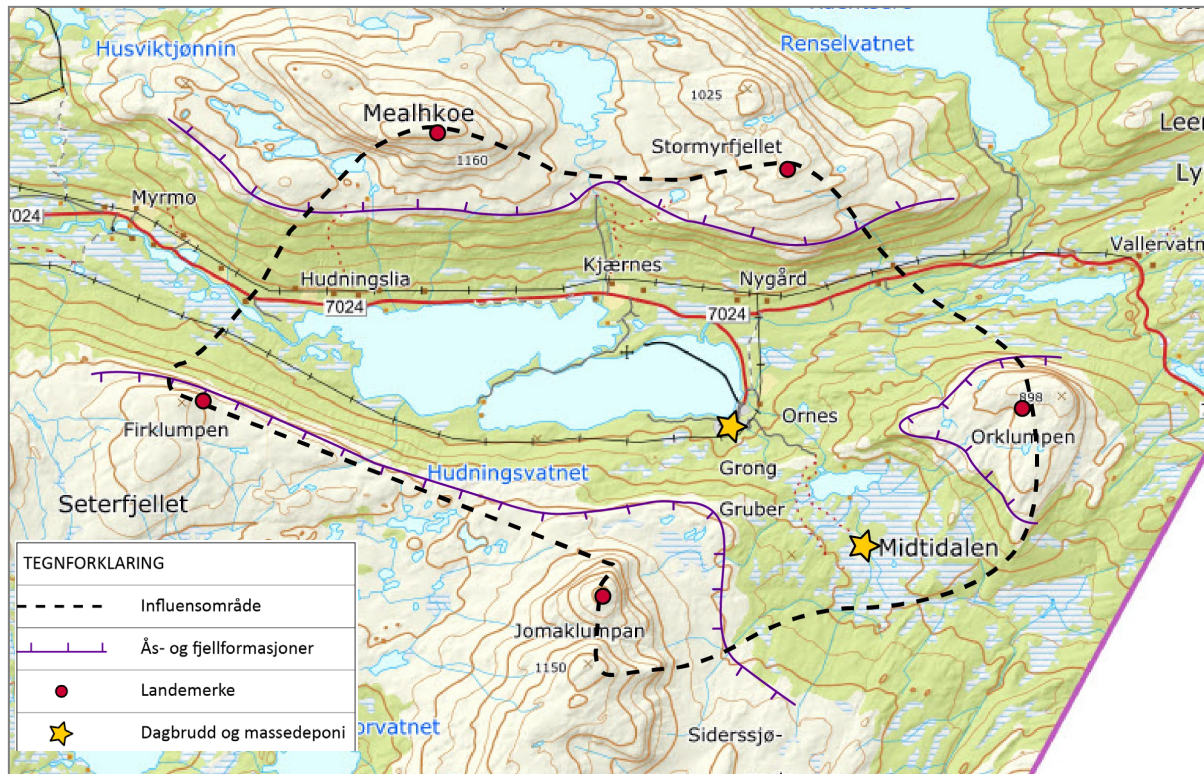 Husviktjønnin
Renselvatnet
Mealhkoe
1025
Leer
1160
Stormyrfjellet
Ly
Myrmo
7024
Vallervatn
Kjærnes
Hudningslia
Nygård
7024
7024
898
Firklumpen
Ornes
Orklumpen
Hudningsvatnet
Grong
Gruber
Seterfjellet
Midtidalen
TEGNFORKLARING
Influensområde
Ås- og fjellformasjoner
Landemerke
Dagbrudd og massedeponi
Jomaklumpan
1150
orvatnet
Siderssjø-